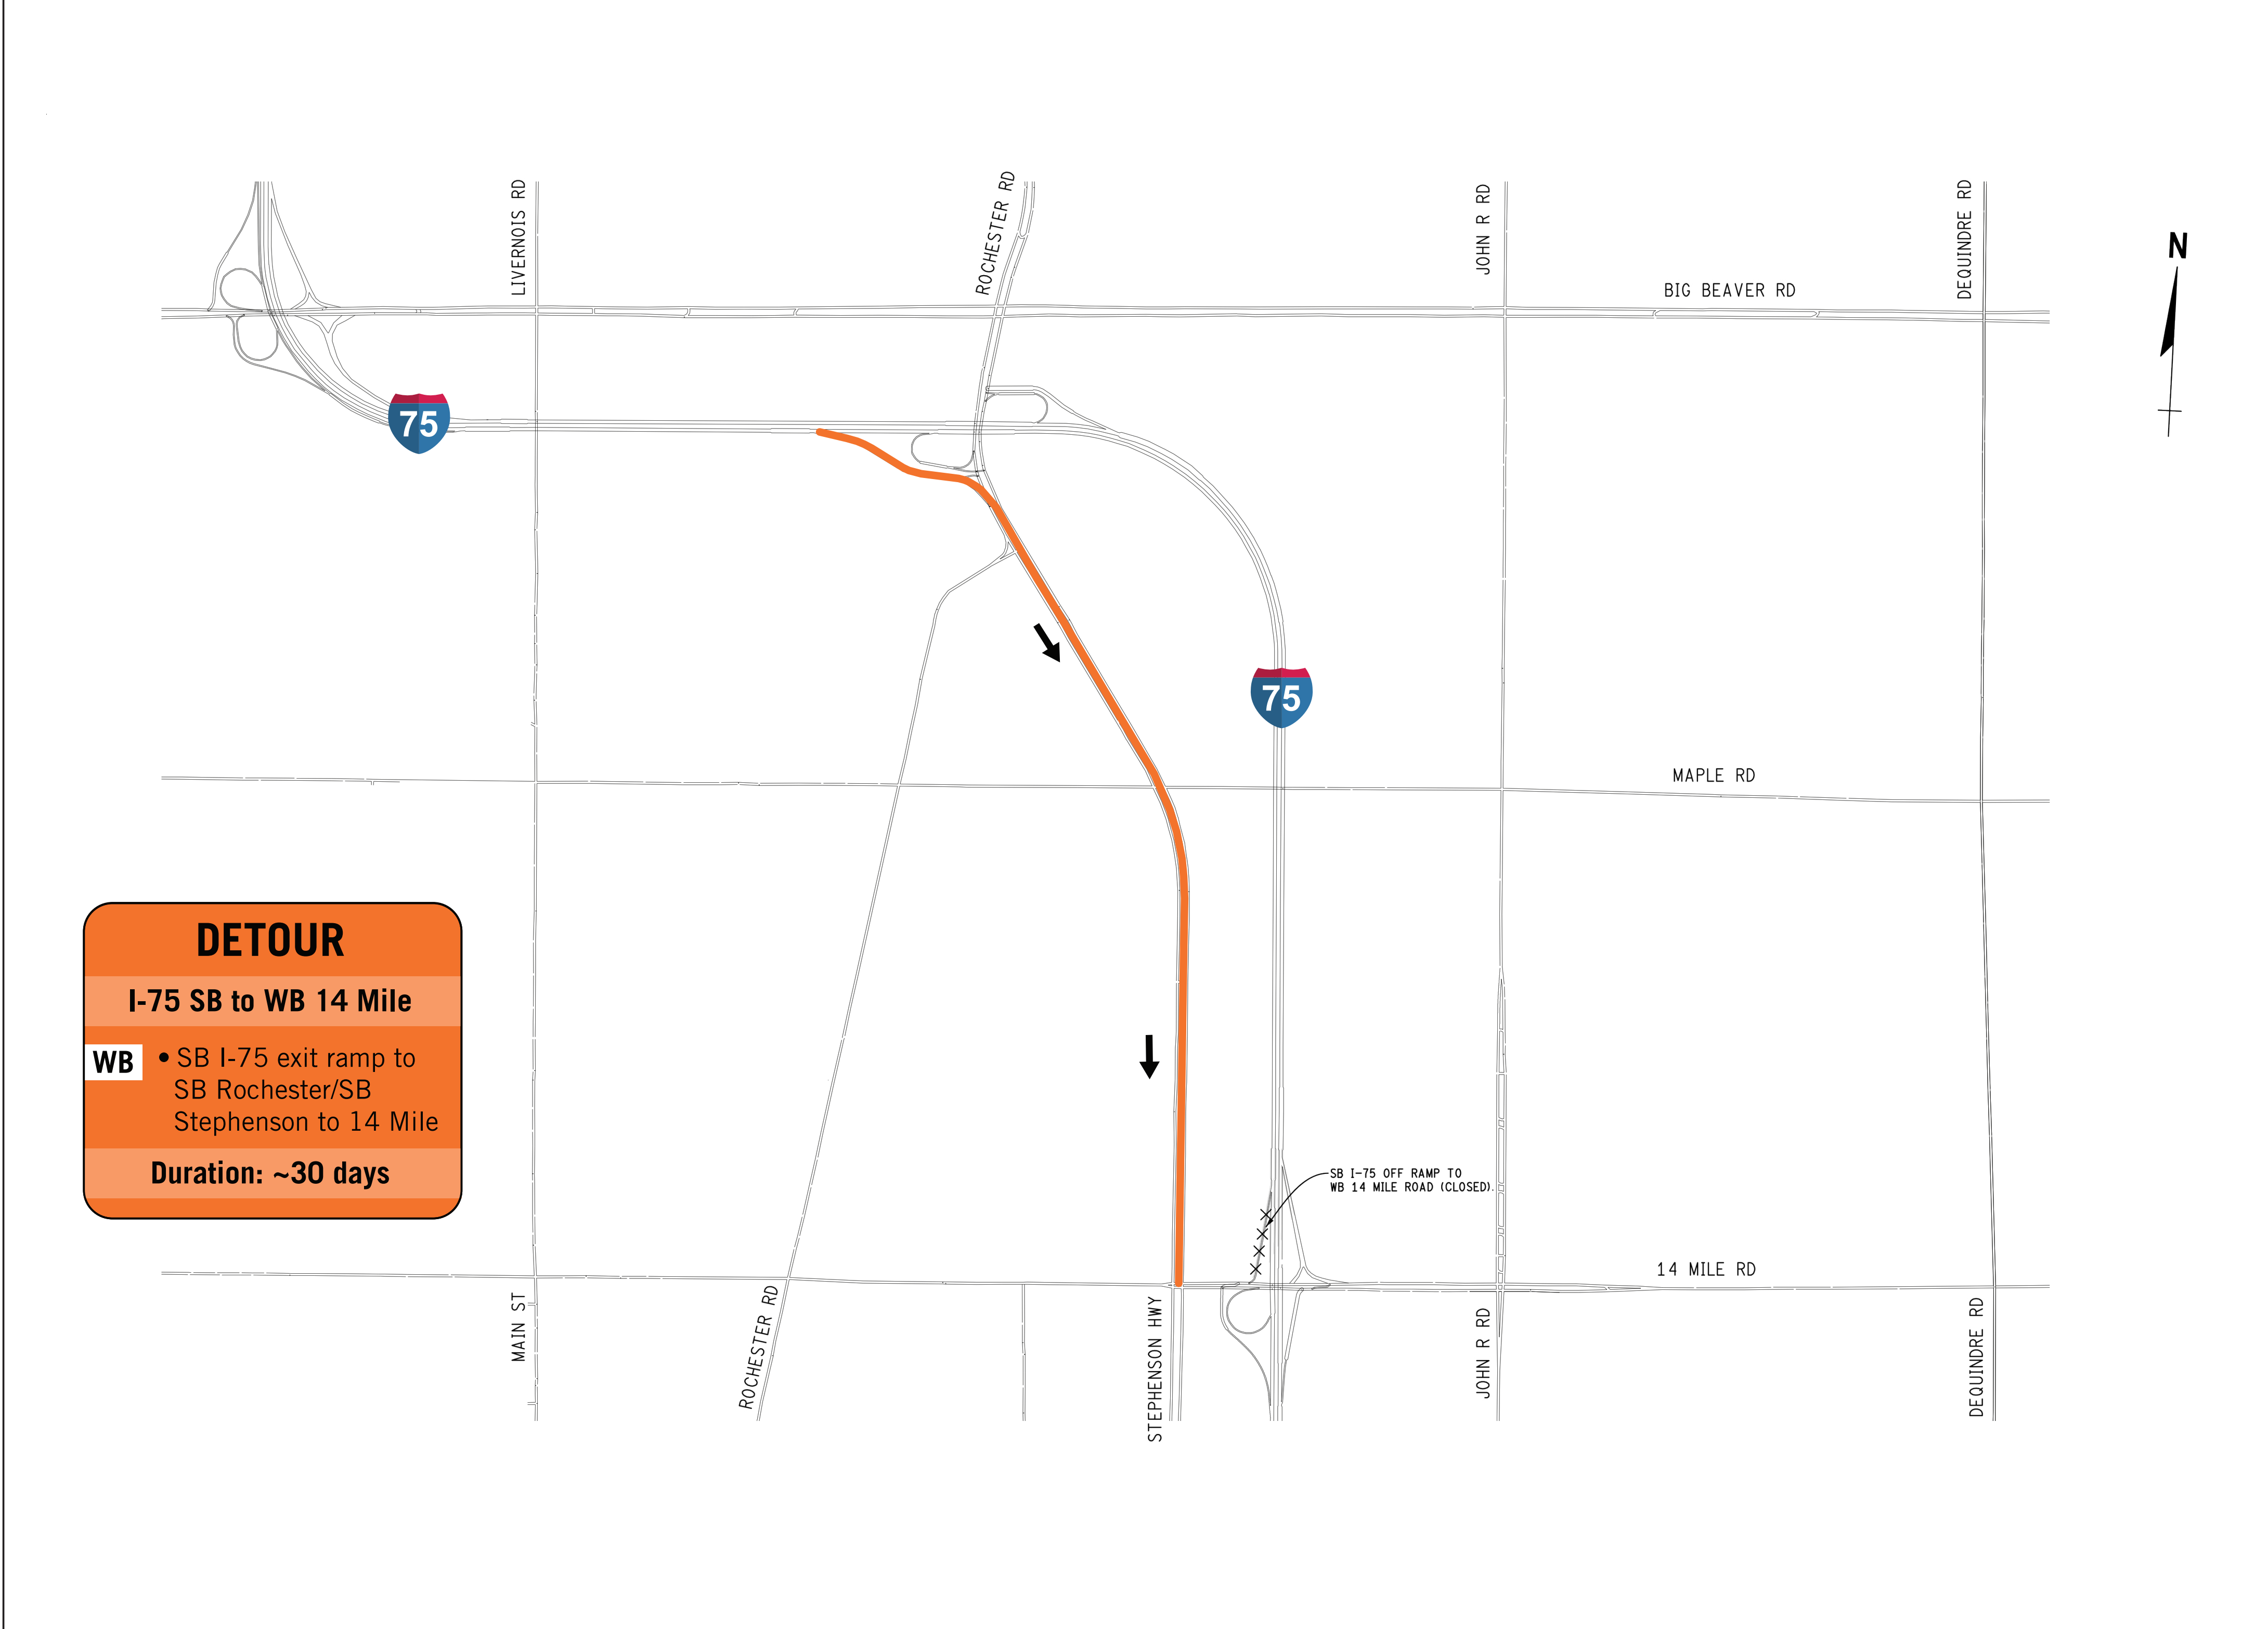 LIVERNOIS RD
ROCHESTER RD
JOHN R RD
DEQUINDRE RD
N
BIG BEAVER RD
75
75
MAPLE RD
DETOUR
I-75 SB to WB 14 Mile
WB
• SB I-75 exit ramp to
SB Rochester/SB
Stephenson to 14 Mile
Duration: ~30 days
SB I-75 OFF RAMP TO
WB 14 MILE ROAD (CLOSED).
14 MILE RD
MAIN ST
ROCHESTER RD
STEPHENSON HWY
JOHN R RD
DEQUINDRE RD